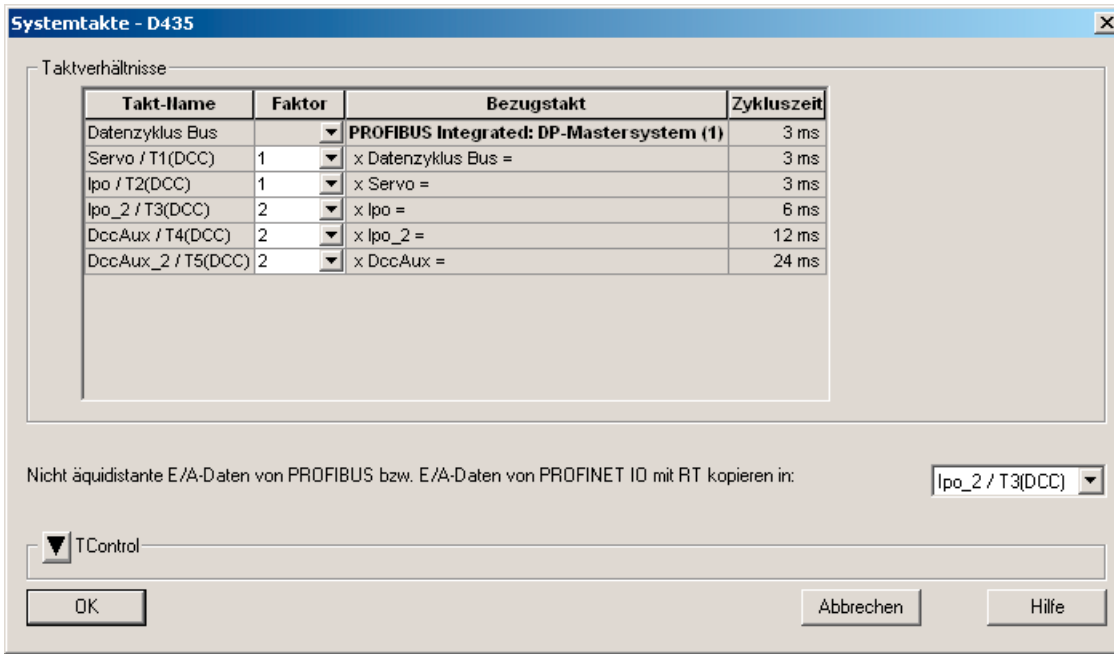 Systemtakte - D435
Taktverhältnisse
Takt-Name Faktor Bezugstakt Zykluszeit
Datenzyklus Bus PROFIBUS Integrated: DP-Mastersystem (1) 3 ms
Servo / T1(DCC) 1 x Datenzyklus Bus = 3 ms
Ipo / T2(DCC) 1 x Servo = 3 ms
Ipo_2 / T3(DCC) 2 x Ipo = 6 ms
DccAux / T4(DCC) 2 x Ipo_2 = 12 ms
DccAux_2 / T5(DCC) 2 x DccAux = 24 ms
Nicht äquidistante E/A-Daten von PROFIBUS bzw. E/A-Daten von PROFINET IO mit RT kopieren in: Ipo_2 / T3(DCC)
TControl
OK Abbrechen Hilfe